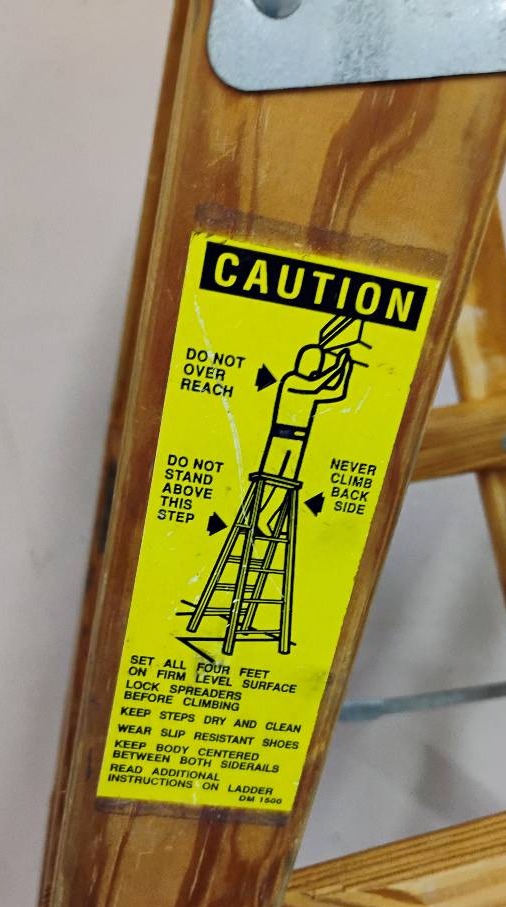 CAUTION
DO NOT
OVER
REACH
DO NOT
STAND
ABOVE
THIS
STEP
NEVER
CLIMB
BACK
SIDE
SET ALL FOUR FEET
ON FIRM LEVEL SURFACE
LOCK SPREADERS
BEFORE CLIMBING
KEEP STEPS DRY AND CLEAN
WEAR SLIP RESISTANT SHOES
KEEP BODY CENTERED
BETWEEN BOTH SIDERAILS
READ ADDITIONAL
INSTRUCTIONS ON LADDER
DM 1500